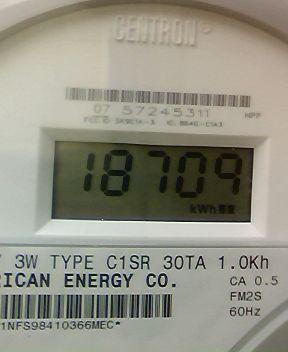 CENTRON®
07 57245311 HPP
18709
kWh
3W TYPE C1SR 30TA 1.0Kh
RICAN ENERGY CO. CA 0.5
FM2S
1NFS98410366MEC* 60Hz